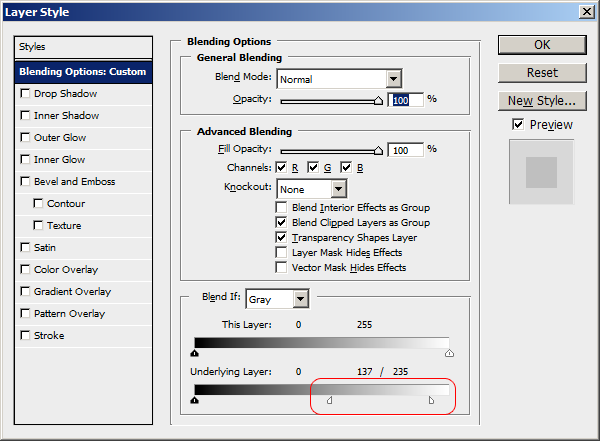 Layer Style
Styles
Blending Options: Custom
Drop Shadow
Inner Shadow
Outer Glow
Inner Glow
Bevel and Emboss
Contour
Texture
Satin
Color Overlay
Gradient Overlay
Pattern Overlay
Stroke
Blending Options
General Blending
Blend Mode: Normal
Opacity: 100 %
Advanced Blending
Fill Opacity: 100 %
Channels: R G B
Knockout: None
Blend Interior Effects as Group
Blend Clipped Layers as Group
Transparency Shapes Layer
Layer Mask Hides Effects
Vector Mask Hides Effects
Blend If: Gray
This Layer: 0 255
Underlying Layer: 0 137 / 235
OK
Reset
New Style...
Preview